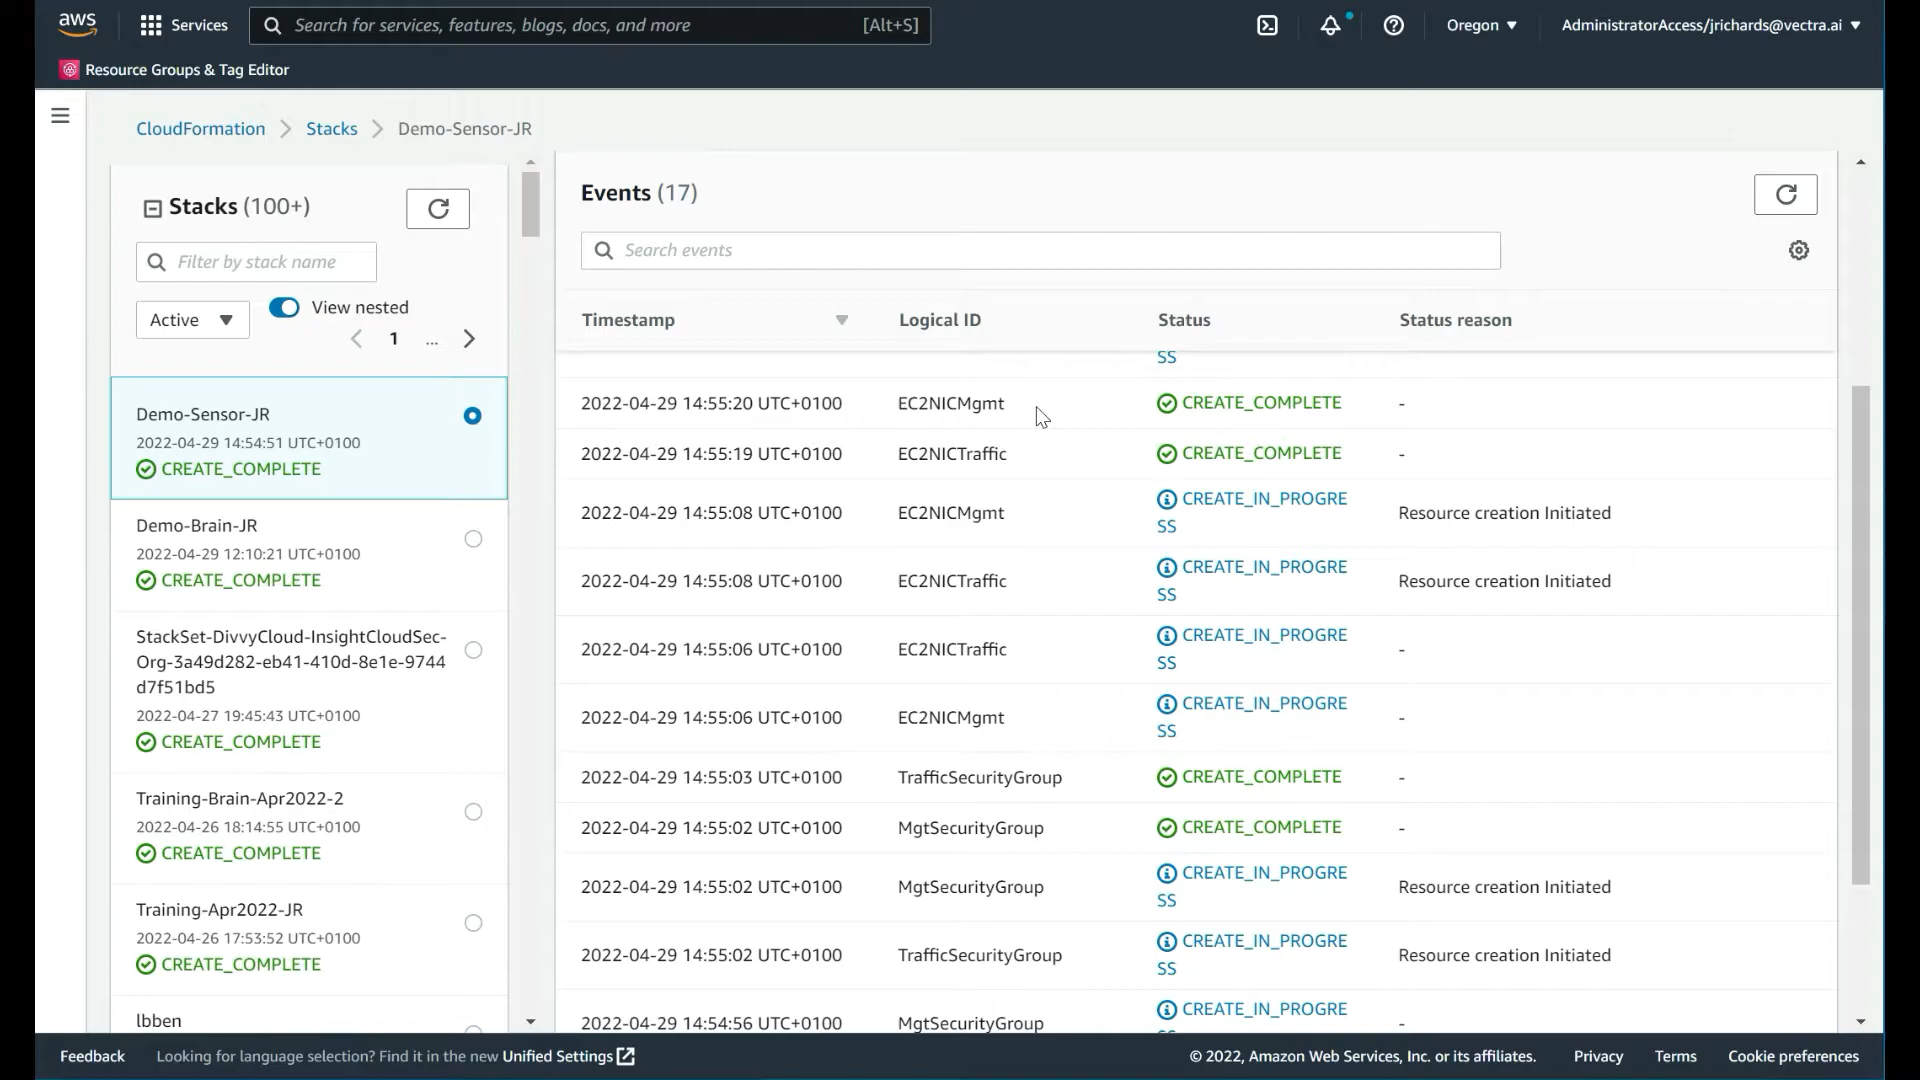 aws
Services
Search for services, features, blogs, docs, and more
[Alt+S]
Oregon
AdministratorAccess/jrichards@vectra.ai
Resource Groups & Tag Editor
CloudFormation
Stacks
Demo-Sensor-JR
Stacks (100+)
Filter by stack name
Active
View nested
1 ...
Demo-Sensor-JR
2022-04-29 14:54:51 UTC+0100
CREATE_COMPLETE
Demo-Brain-JR
2022-04-29 12:10:21 UTC+0100
CREATE_COMPLETE
StackSet-DivvyCloud-InsightCloudSec-
Org-3a49d282-eb41-410d-8e1e-9744
d7f51bd5
2022-04-27 19:45:43 UTC+0100
CREATE_COMPLETE
Training-Brain-Apr2022-2
2022-04-26 18:14:55 UTC+0100
CREATE_COMPLETE
Training-Apr2022-JR
2022-04-26 17:53:52 UTC+0100
CREATE_COMPLETE
lbben
Events (17)
Search events
Timestamp Logical ID Status Status reason
SS
2022-04-29 14:55:20 UTC+0100 EC2NICMgmt CREATE_COMPLETE -
2022-04-29 14:55:19 UTC+0100 EC2NICTraffic CREATE_COMPLETE -
2022-04-29 14:55:08 UTC+0100 EC2NICMgmt CREATE_IN_PROGRE
SS Resource creation Initiated
2022-04-29 14:55:08 UTC+0100 EC2NICTraffic CREATE_IN_PROGRE
SS Resource creation Initiated
2022-04-29 14:55:06 UTC+0100 EC2NICTraffic CREATE_IN_PROGRE
SS -
2022-04-29 14:55:06 UTC+0100 EC2NICMgmt CREATE_IN_PROGRE
SS -
2022-04-29 14:55:03 UTC+0100 TrafficSecurityGroup CREATE_COMPLETE -
2022-04-29 14:55:02 UTC+0100 MgtSecurityGroup CREATE_COMPLETE -
2022-04-29 14:55:02 UTC+0100 MgtSecurityGroup CREATE_IN_PROGRE
SS Resource creation Initiated
2022-04-29 14:55:02 UTC+0100 TrafficSecurityGroup CREATE_IN_PROGRE
SS Resource creation Initiated
2022-04-29 14:54:56 UTC+0100 MgtSecurityGroup CREATE_IN_PROGRE
-
Feedback
Looking for language selection? Find it in the new Unified Settings
© 2022, Amazon Web Services, Inc. or its affiliates.
Privacy
Terms
Cookie preferences